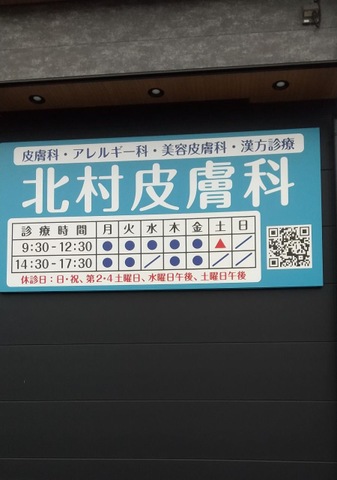 皮膚科・アレルギー科・美容皮膚科・漢方診療
北村皮膚科
診療時間 月 火 水 木 金 土 日
9:30-12:30 ● ● ● ● ● ▲ ／
14:30-17:30 ● ● ／ ● ● ／ ／
休診日：日・祝、第2・4土曜日、水曜日午後、土曜日午後